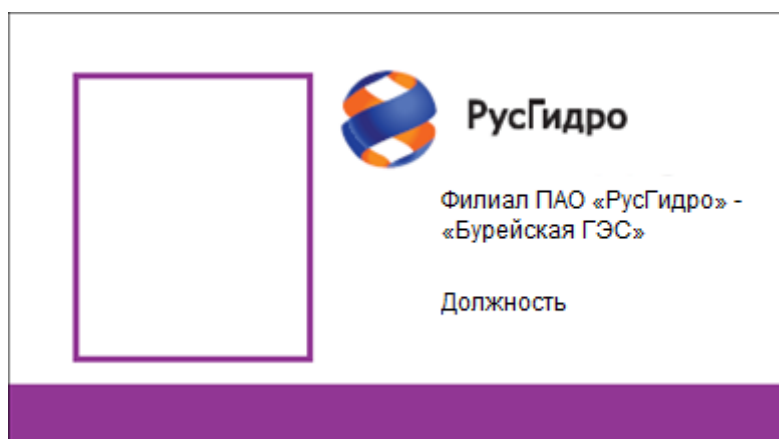 РусГидро
Филиал ПАО «РусГидро» -
«Бурейская ГЭС»
Должность